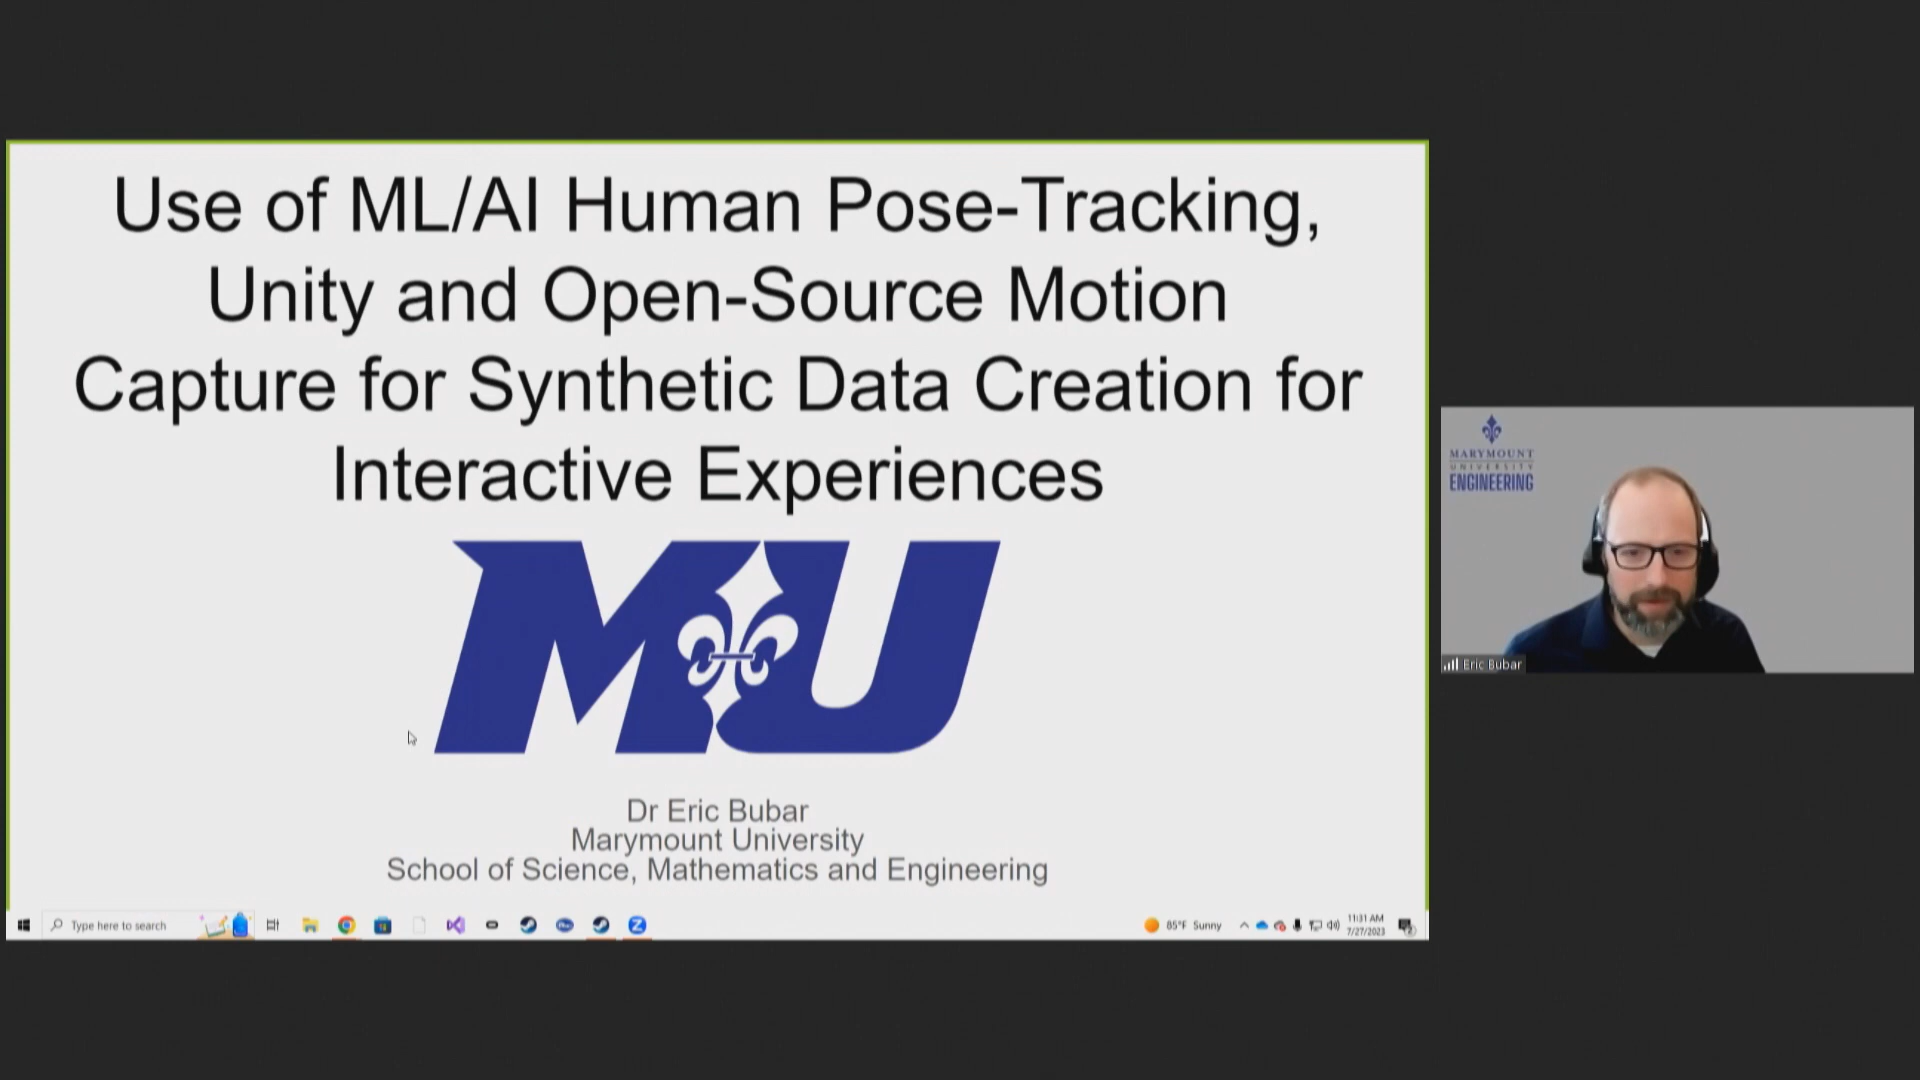 Use of ML/AI Human Pose-Tracking,
Unity and Open-Source Motion
Capture for Synthetic Data Creation for
Interactive Experiences
MU
Dr Eric Bubar
Marymount University
School of Science, Mathematics and Engineering
Type here to search
85°F Sunny
11:31 AM
7/27/2023
MARYMOUNT
UNIVERSITY
ENGINEERING
Eric Bubar